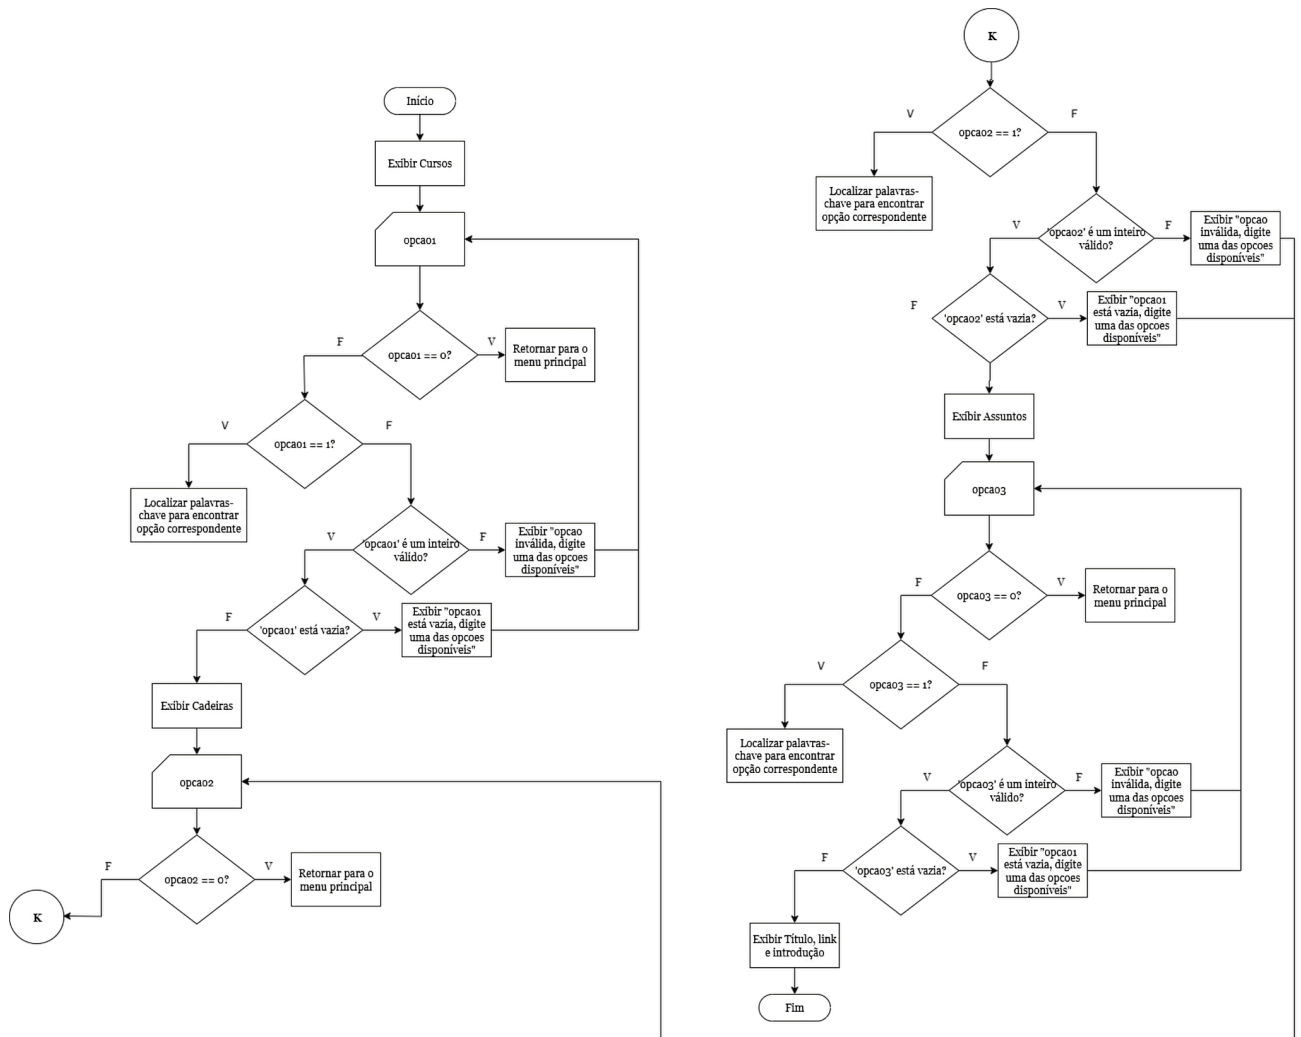 Início
Exibir Cursos
opcao1
opcao1 == 0?
F
V
Retornar para o
menu principal
opcao1 == 1?
V
F
Localizar palavras-
chave para encontrar
opção correspondente
'opcao1' é um inteiro
válido?
V
F
Exibir "opcao
inválida, digite
uma das opcoes
disponíveis"
'opcao1' está vazia?
F
V
Exibir "opcao1
está vazia, digite
uma das opcoes
disponíveis"
Exibir Cadeiras
opcao2
opcao2 == 0?
F
V
Retornar para o
menu principal
K
K
opcao2 == 1?
V
F
Localizar palavras-
chave para encontrar
opção correspondente
'opcao2' é um inteiro
válido?
V
F
Exibir "opcao
inválida, digite
uma das opcoes
disponíveis"
'opcao2' está vazia?
F
V
Exibir "opcao1
está vazia, digite
uma das opcoes
disponíveis"
Exibir Assuntos
opcao3
opcao3 == 0?
F
V
Retornar para o
menu principal
opcao3 == 1?
V
F
Localizar palavras-
chave para encontrar
opção correspondente
'opcao3' é um inteiro
válido?
V
F
Exibir "opcao
inválida, digite
uma das opcoes
disponíveis"
'opcao3' está vazia?
F
V
Exibir "opcao1
está vazia, digite
uma das opcoes
disponíveis"
Exibir Título, link
e introdução
Fim